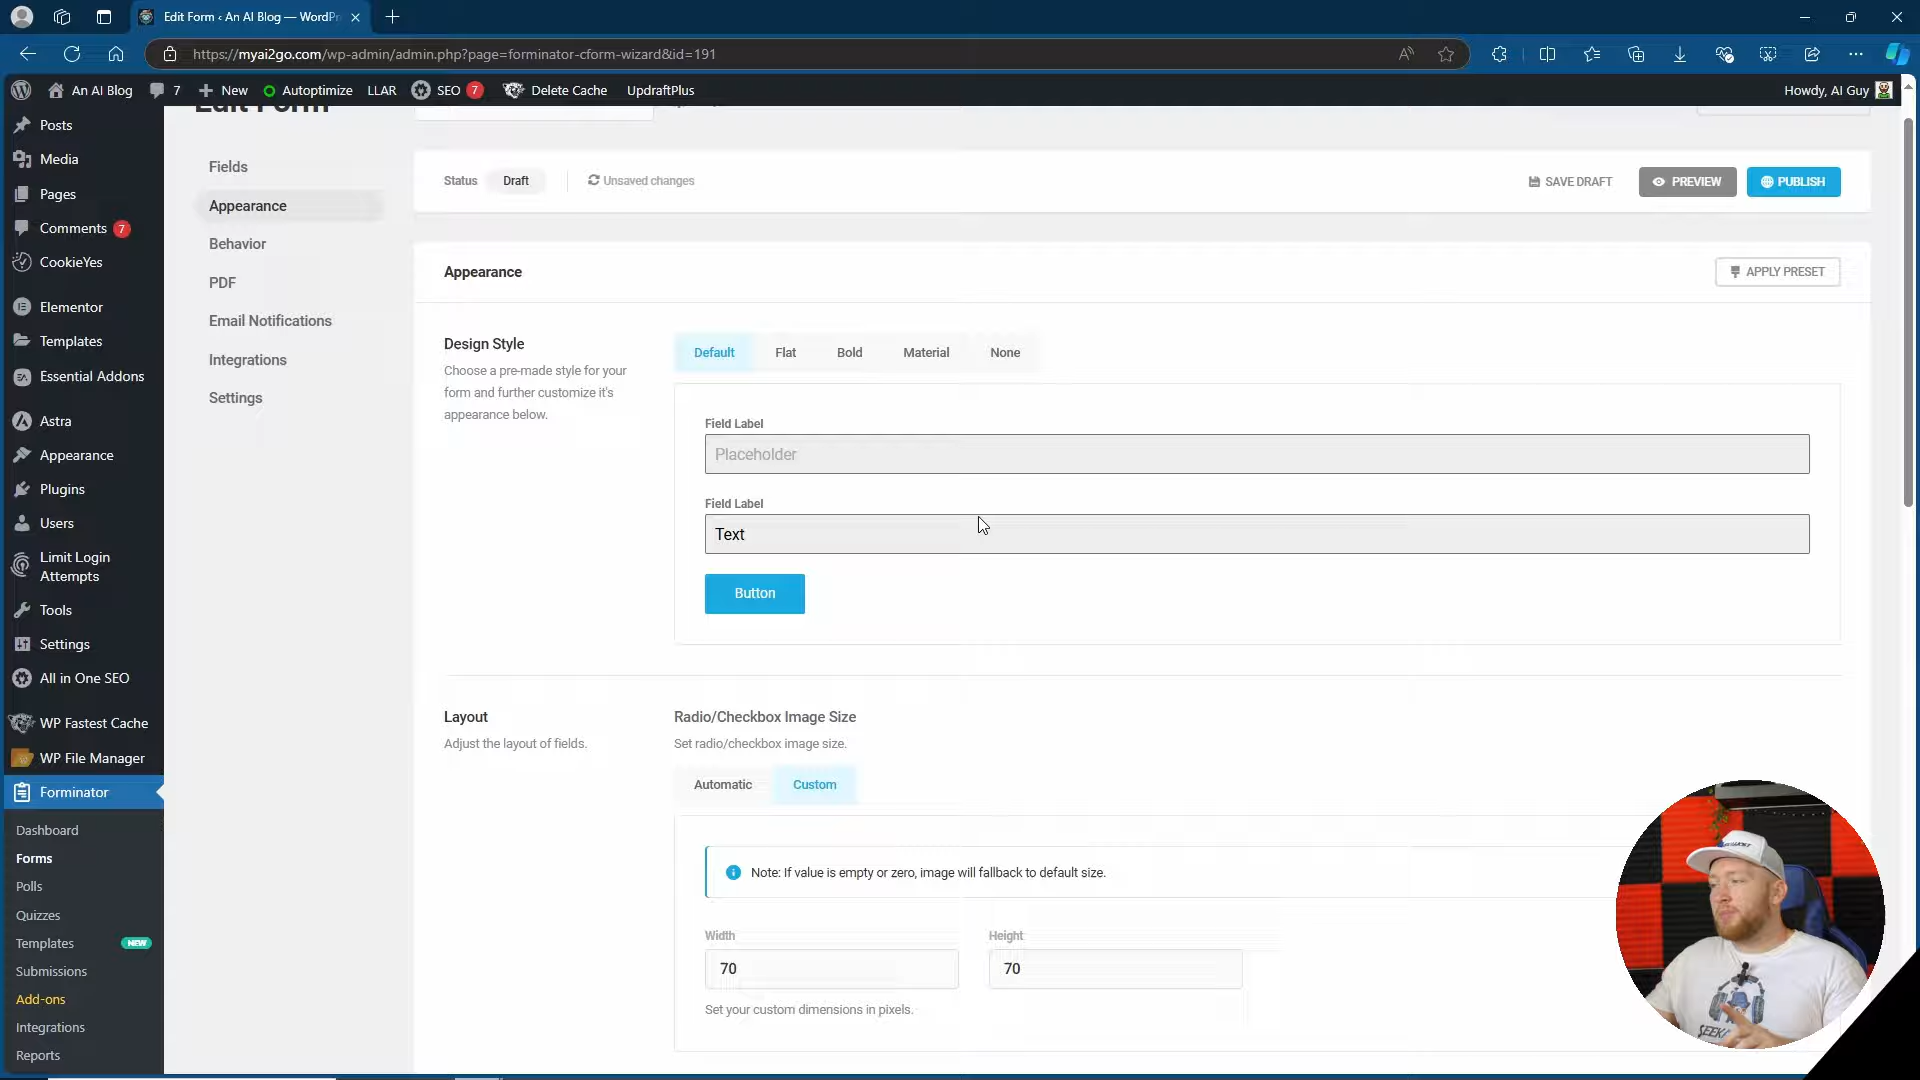 Edit Form ‹ An AI Blog — WordPr
https://myai2go.com/wp-admin/admin.php?page=forminator-cform-wizard&id=191
An AI Blog
7
New
Autoptimize
LLAR
SEO
7
Delete Cache
UpdraftPlus
Howdy, AI Guy
Posts
Media
Pages
Comments 7
CookieYes
Elementor
Templates
Essential Addons
Astra
Appearance
Plugins
Users
Limit Login
Attempts
Tools
Settings
All in One SEO
WP Fastest Cache
WP File Manager
Forminator
Dashboard
Forms
Polls
Quizzes
Templates NEW
Submissions
Add-ons
Integrations
Reports
Edit Form
Fields
Appearance
Behavior
PDF
Email Notifications
Integrations
Settings
Status Draft
Unsaved changes
SAVE DRAFT
PREVIEW
PUBLISH
Appearance
APPLY PRESET
Design Style
Choose a pre-made style for your
form and further customize it's
appearance below.
Default Flat Bold Material None
Field Label
Placeholder
Field Label
Text
Button
Layout
Adjust the layout of fields.
Radio/Checkbox Image Size
Set radio/checkbox image size.
Automatic Custom
Note: If value is empty or zero, image will fallback to default size.
Width
70
Height
70
Set your custom dimensions in pixels.